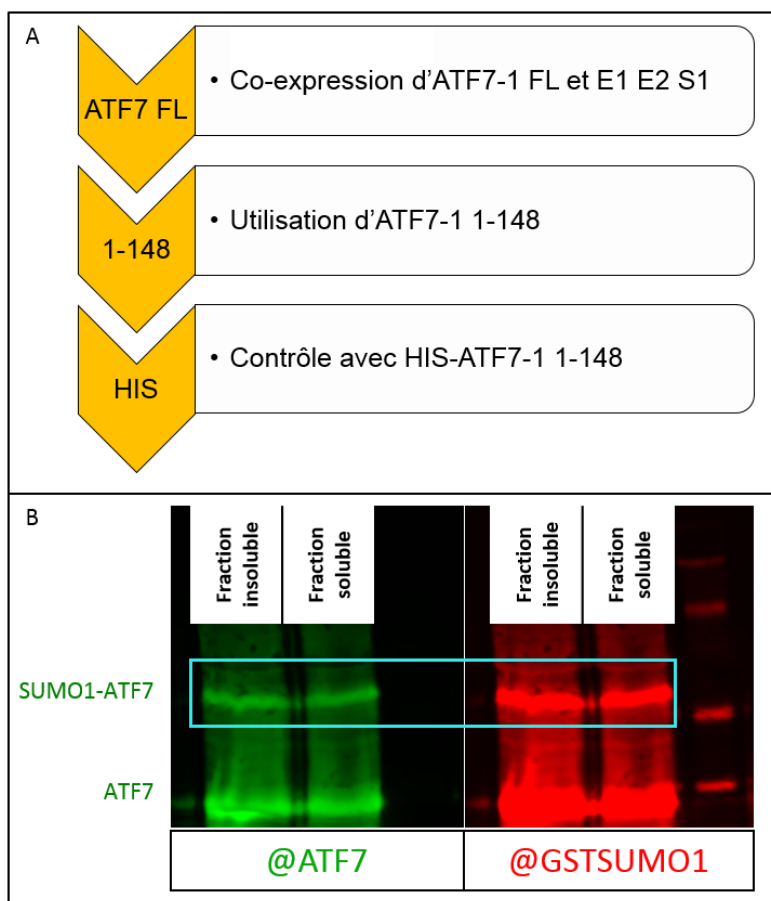 A
ATF7 FL
• Co-expression d'ATF7-1 FL et E1 E2 S1
1-148
• Utilisation d'ATF7-1 1-148
HIS
• Contrôle avec HIS-ATF7-1 1-148
B
Fraction
insoluble
Fraction
soluble
Fraction
insoluble
Fraction
soluble
SUMO1-ATF7
ATF7
@ATF7
@GSTSUMO1